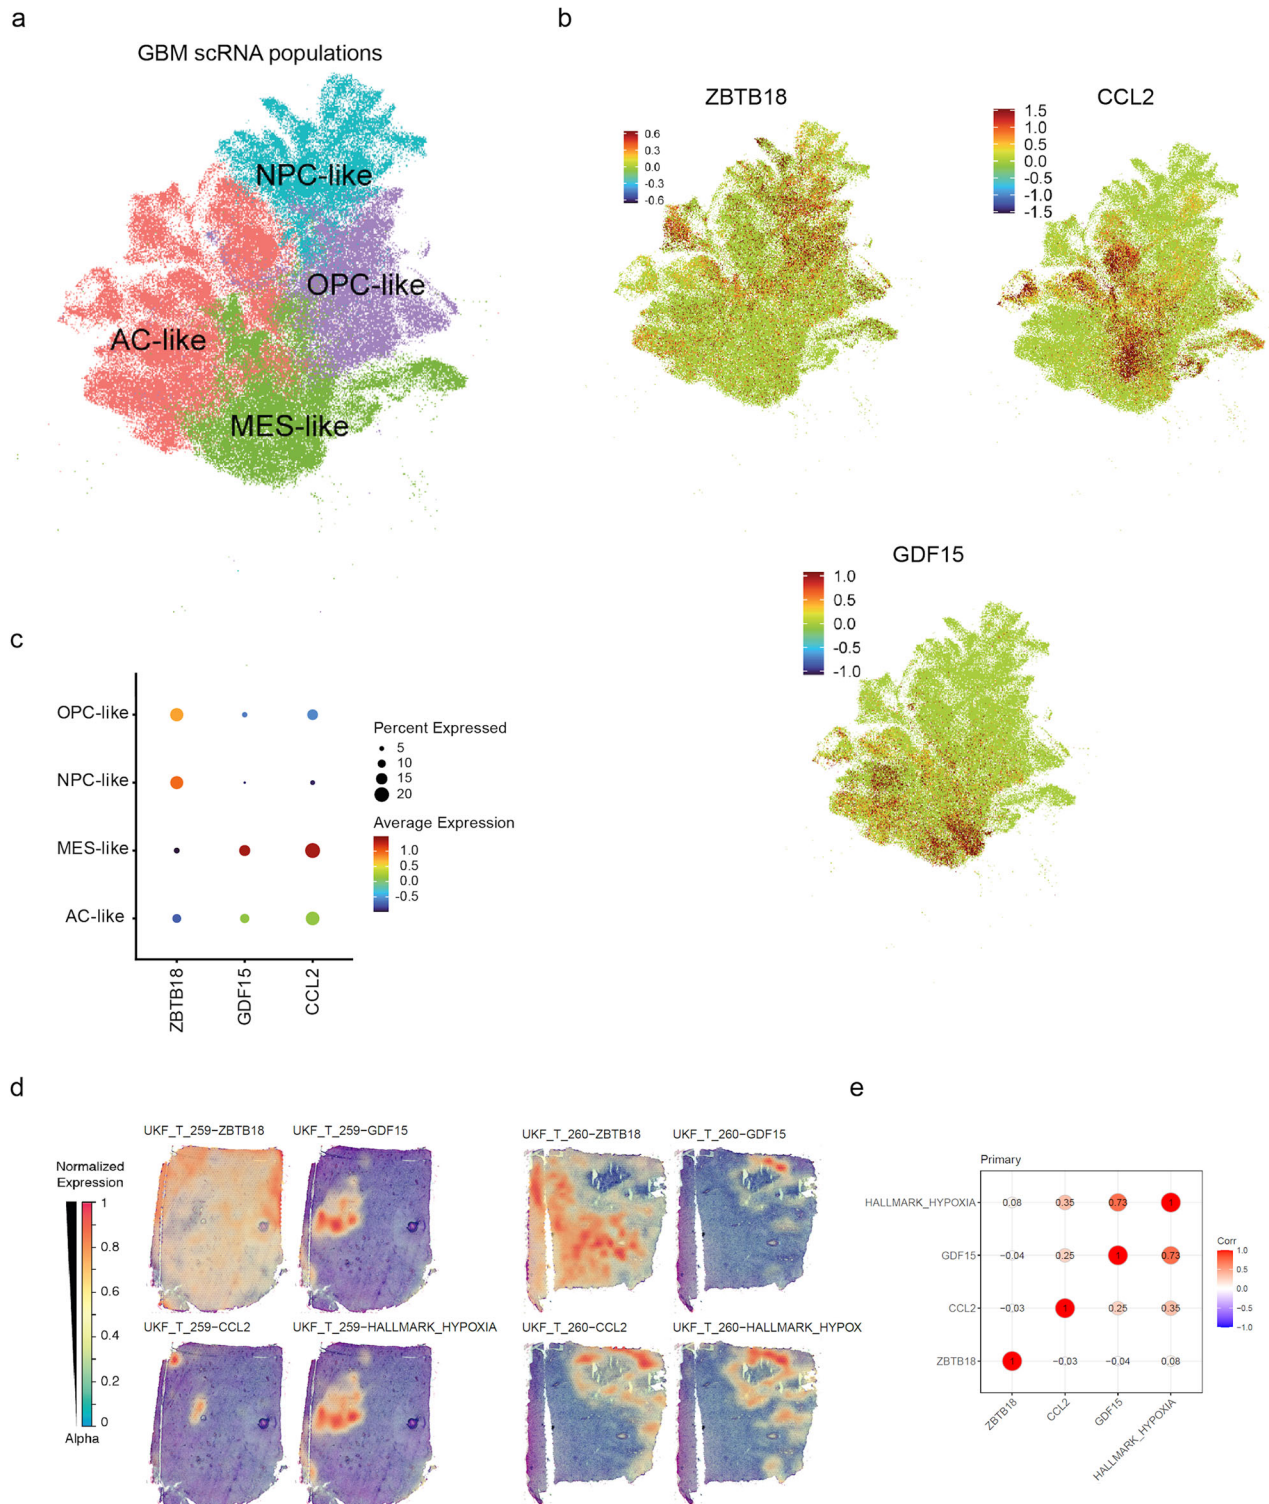 a
GBM scRNA populations
NPC-like
OPC-like
AC-like
MES-like
b
ZBTB18
0.6
0.3
0.0
-0.3
-0.6
CCL2
1.5
1.0
0.5
0.0
-0.5
-1.0
-1.5
GDF15
1.0
0.5
0.0
-0.5
-1.0
c
OPC-like
NPC-like
MES-like
AC-like
ZBTB18
GDF15
CCL2
Percent Expressed
5
10
15
20
Average Expression
1.0
0.5
0.0
-0.5
d
Normalized
Expression
1
0.8
0.6
0.4
0.2
0
Alpha
UKF_T_259−ZBTB18
UKF_T_259−GDF15
UKF_T_259−CCL2
UKF_T_259−HALLMARK_HYPOXIA
UKF_T_260−ZBTB18
UKF_T_260−GDF15
UKF_T_260−CCL2
UKF_T_260−HALLMARK_HYPOX
e
Primary
HALLMARK_HYPOXIA 0.08 0.35 0.73 1
GDF15 −0.04 0.25 1 0.73
CCL2 −0.03 1 0.25 0.35
ZBTB18 1 −0.03 −0.04 0.08
ZBTB18
CCL2
GDF15
HALLMARK_HYPOXIA
Corr
1.0
0.5
0.0
−0.5
−1.0